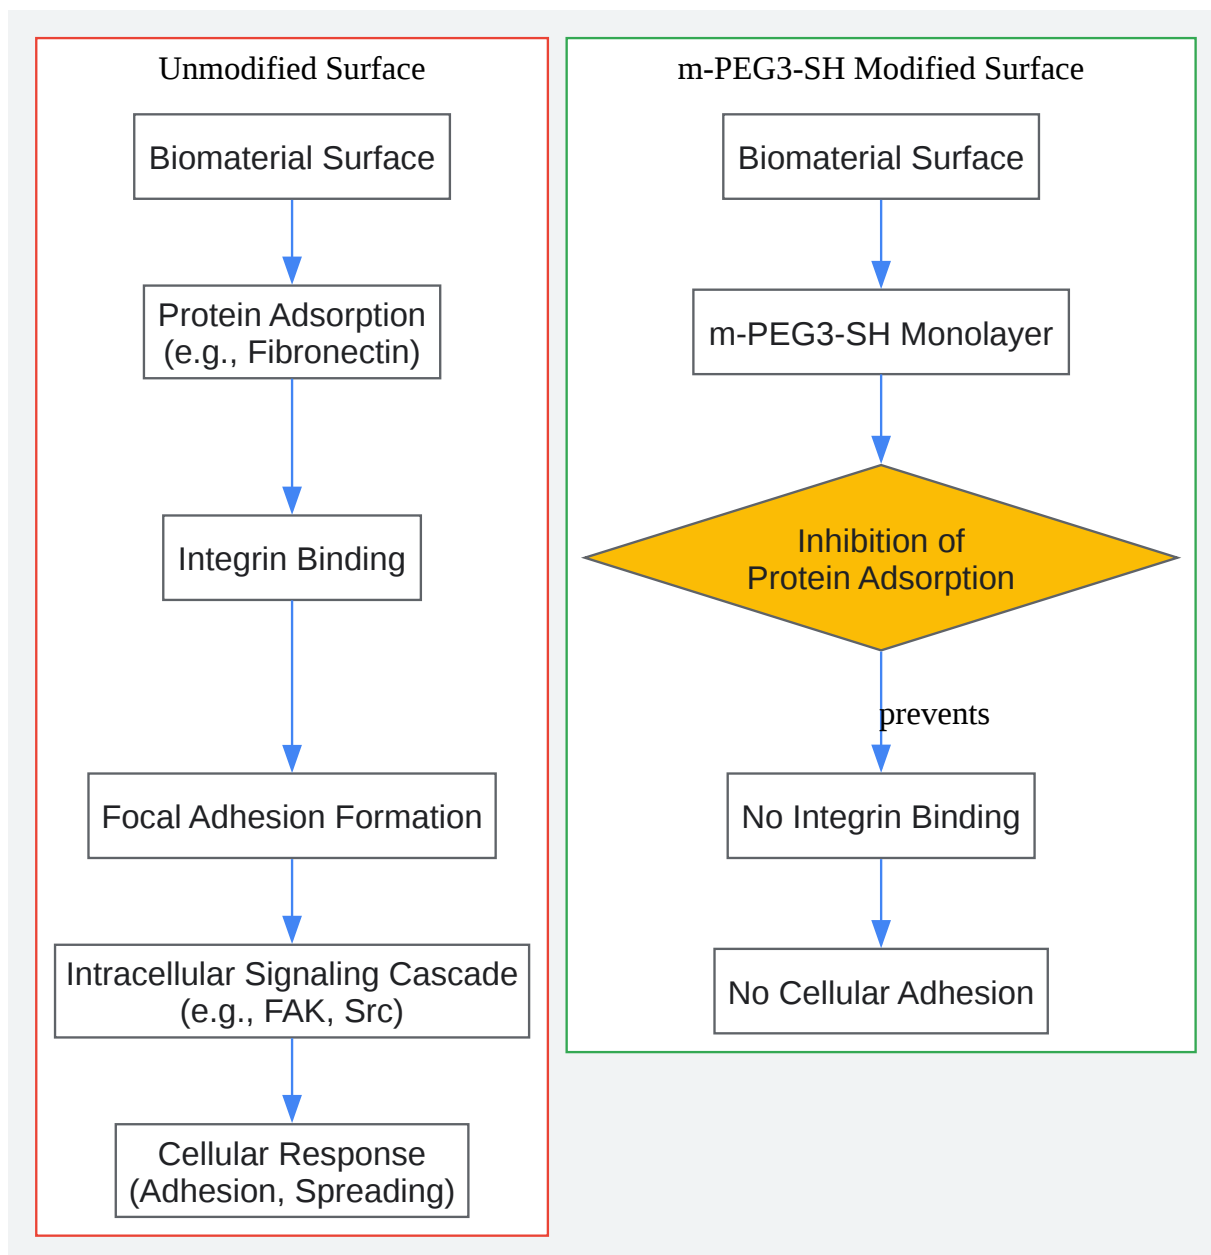 Unmodified Surface
Biomaterial Surface
Protein Adsorption
(e.g., Fibronectin)
Integrin Binding
Focal Adhesion Formation
Intracellular Signaling Cascade
(e.g., FAK, Src)
Cellular Response
(Adhesion, Spreading)
m-PEG3-SH Modified Surface
Biomaterial Surface
m-PEG3-SH Monolayer
Inhibition of
Protein Adsorption
prevents
No Integrin Binding
No Cellular Adhesion